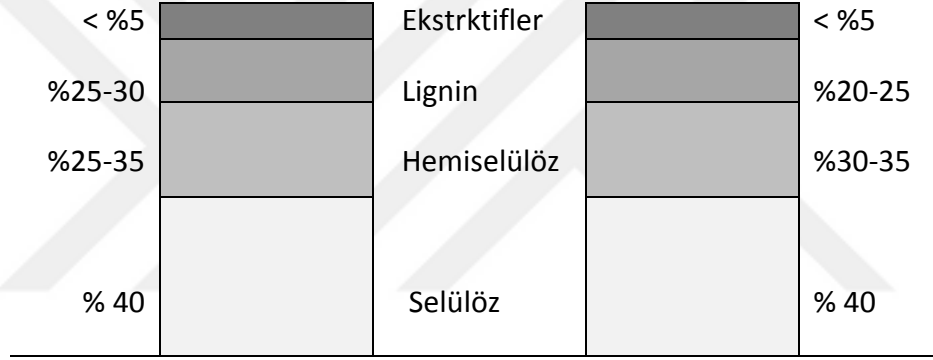 < %5 Ekstrktifler < %5
%25-30 Lignin %20-25
%25-35 Hemiselülöz %30-35
% 40 Selülöz % 40